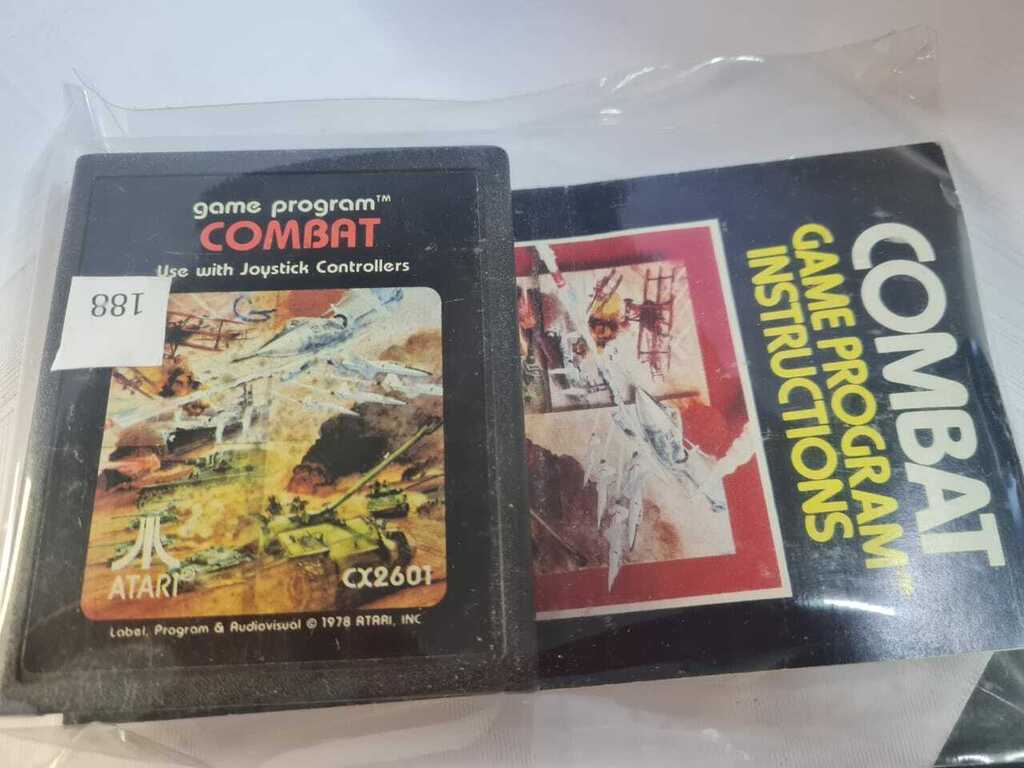 game program™
COMBAT
Use with Joystick Controllers
188
ATARI®
CX2601
Label, Program & Audiovisual © 1978 ATARI, INC
COMBAT
GAME PROGRAM™
INSTRUCTIONS